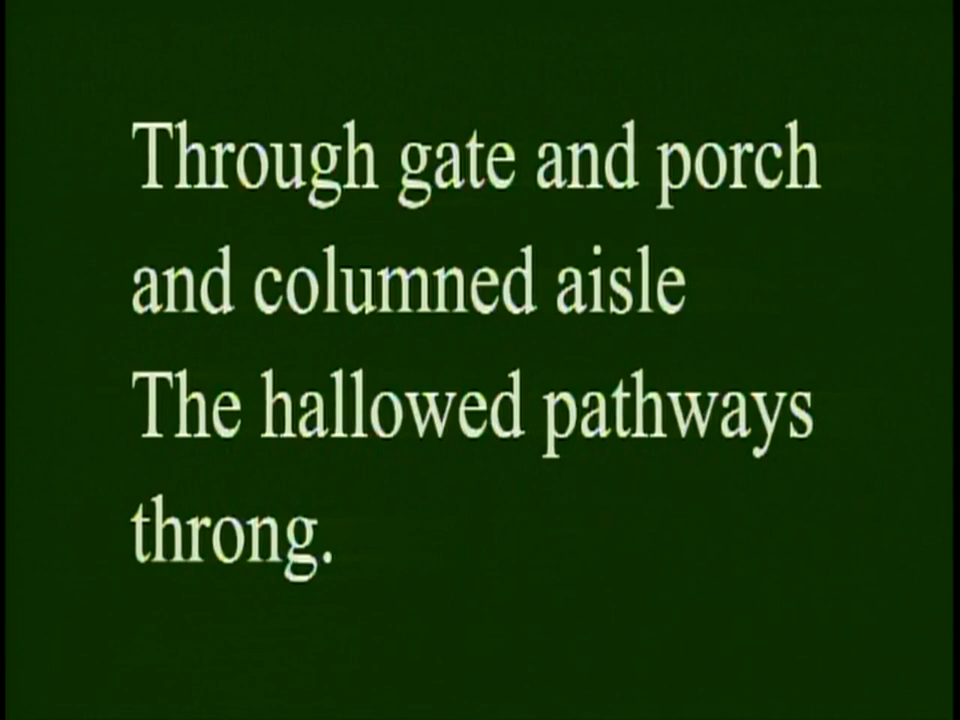 Through gate and porch
and columned aisle
The hallowed pathways
throng.